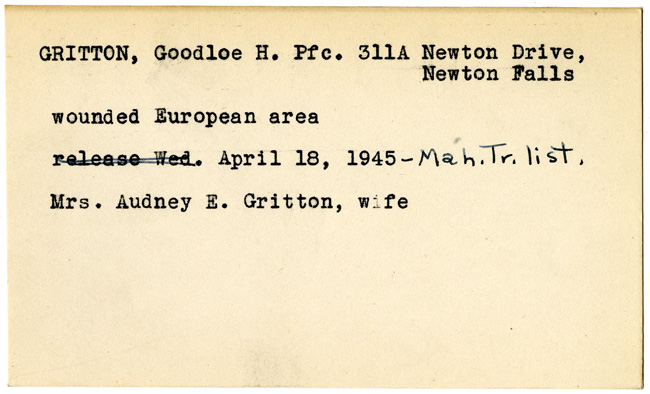 GRITTON, Goodloe H. Pfc. 311A Newton Drive,
Newton Falls
wounded European area
release Wed. April 18, 1945-Mah.Tr.list.
Mrs. Audney E. Gritton, wife